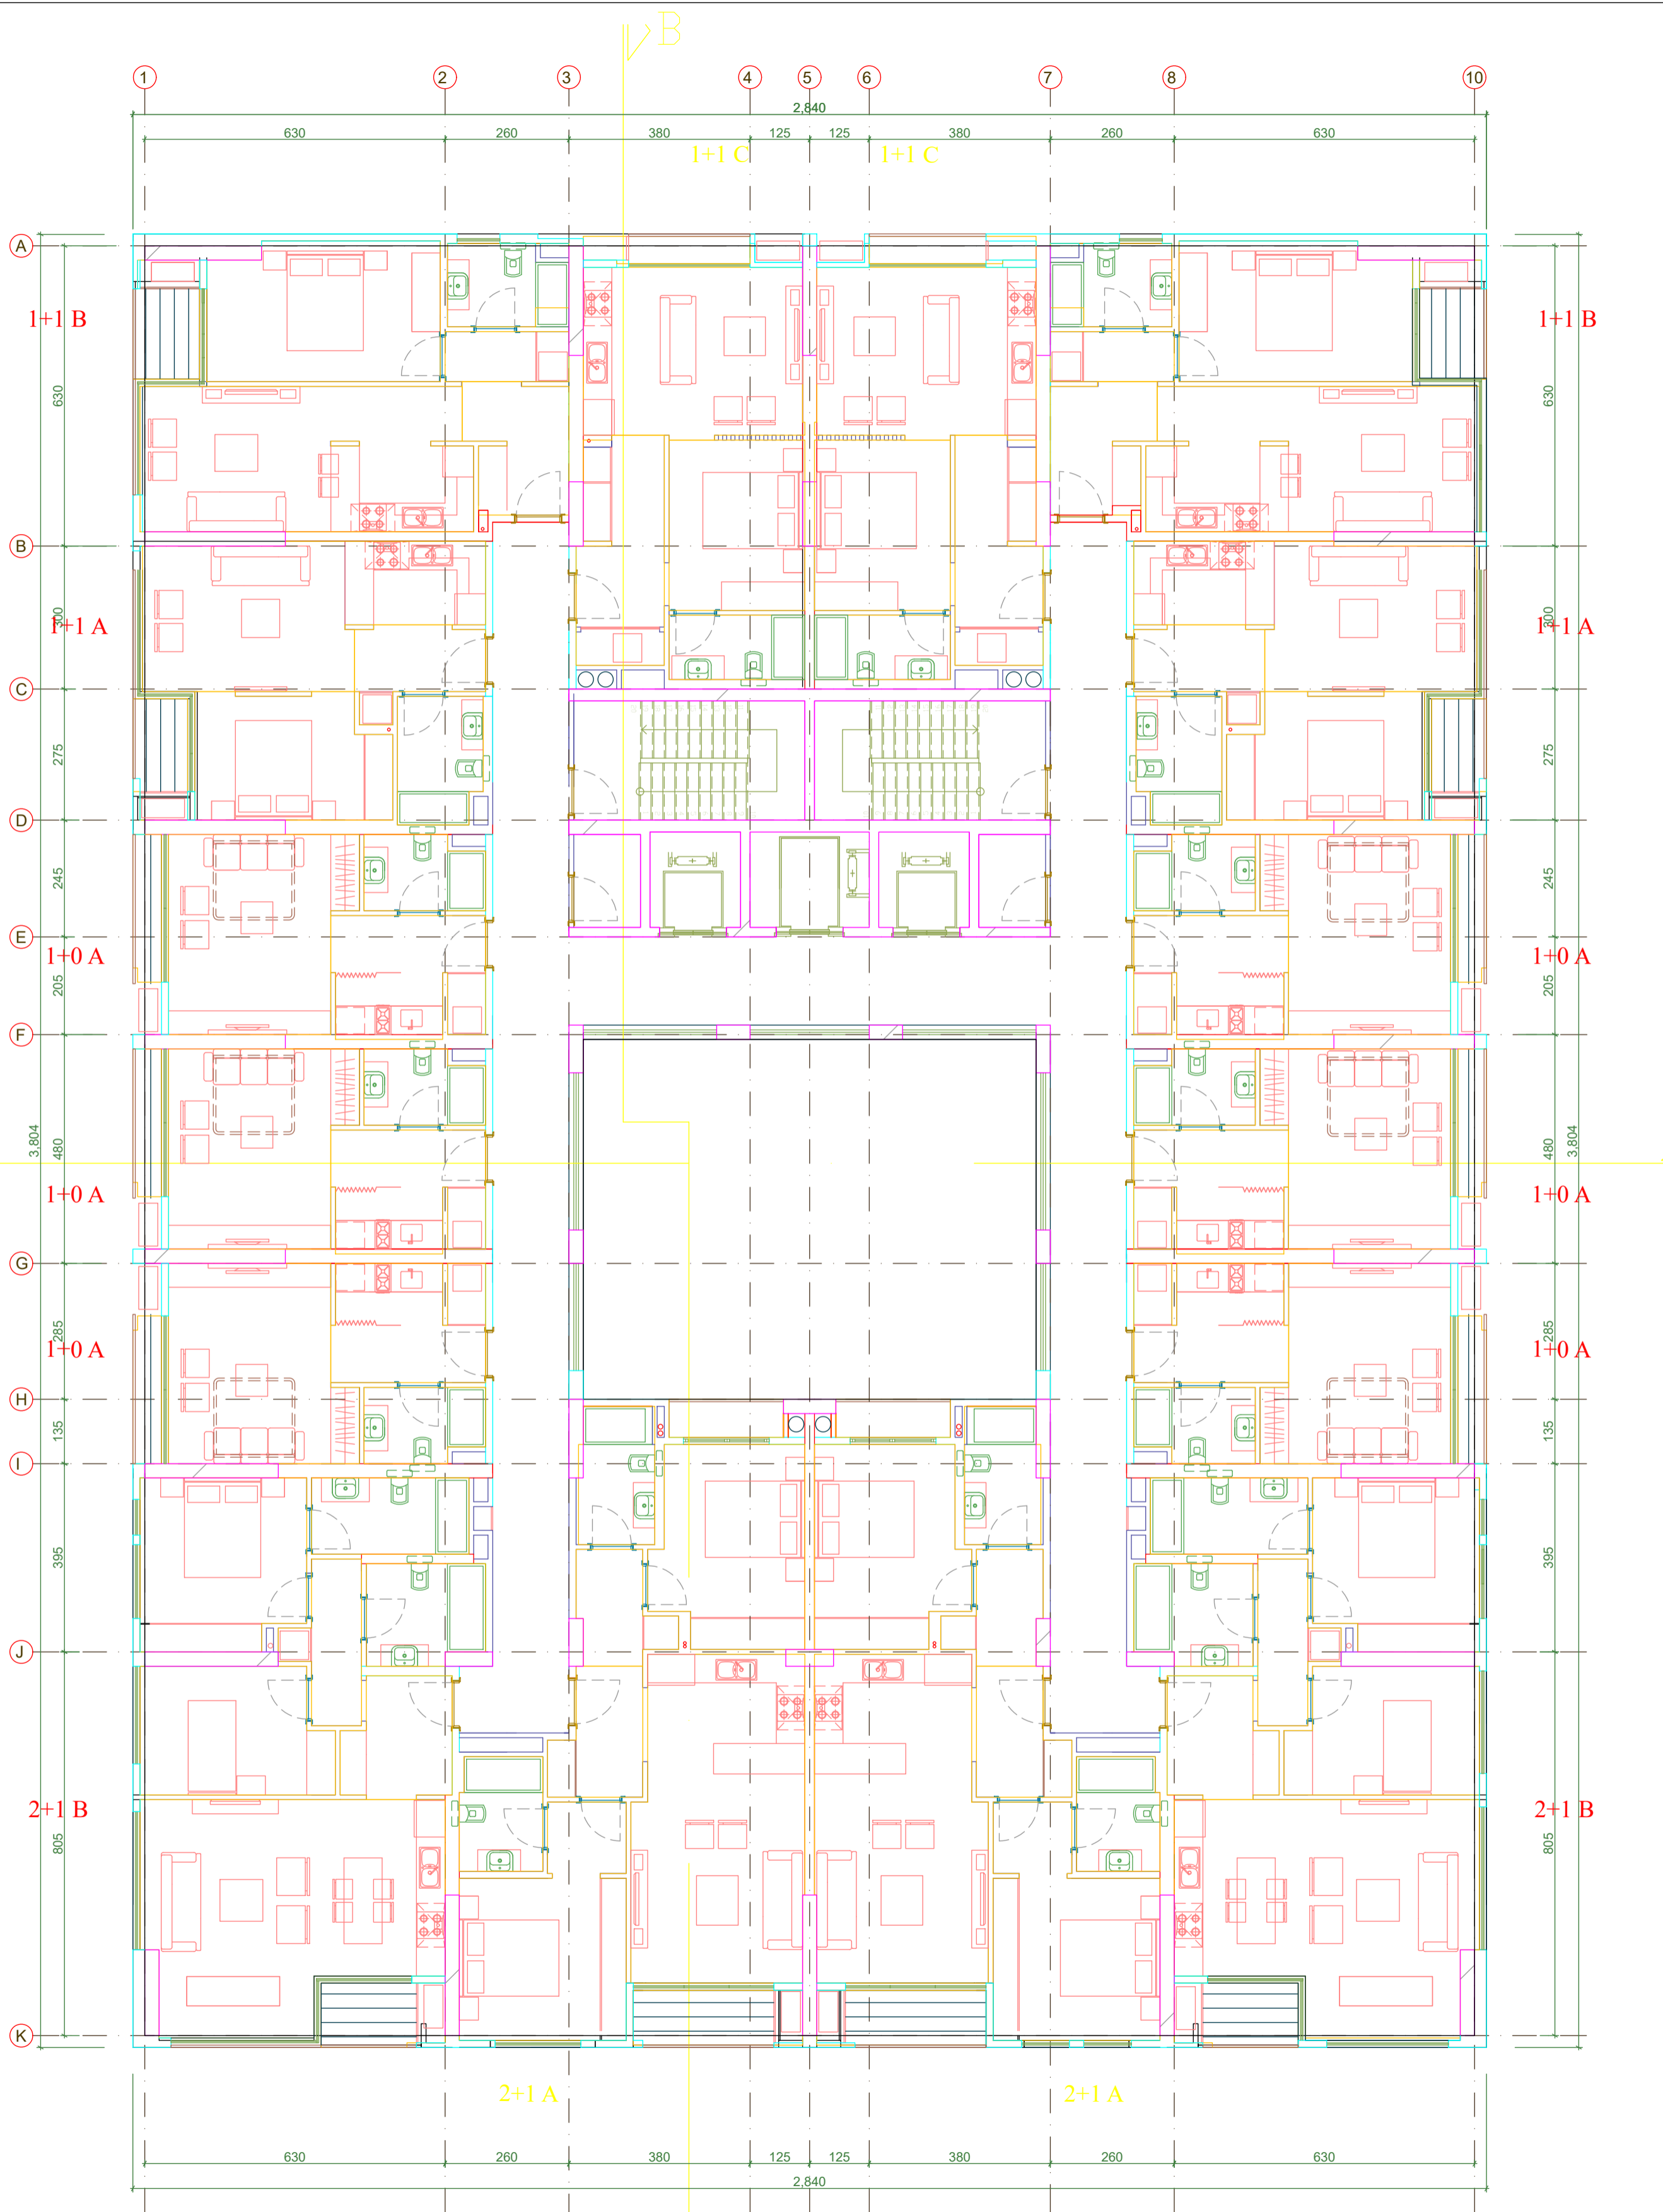 B
1 2 3 4 5 6 7 8 10
2,840
630 260 380 125 125 380 260 630
1+1 C 1+1 C
A
1+1 B 1+1 B
630 630
B
300 300
1+1 A 1+1 A
C
275 275
D
245 245
E
1+0 A 1+0 A
205 205
F
3,804 480 480 3,804
1+0 A 1+0 A
G
285 285
1+0 A 1+0 A
H
135 135
I
395 395
J
2+1 B 2+1 B
805 805
K
2+1 A 2+1 A
630 260 380 125 125 380 260 630
2,840